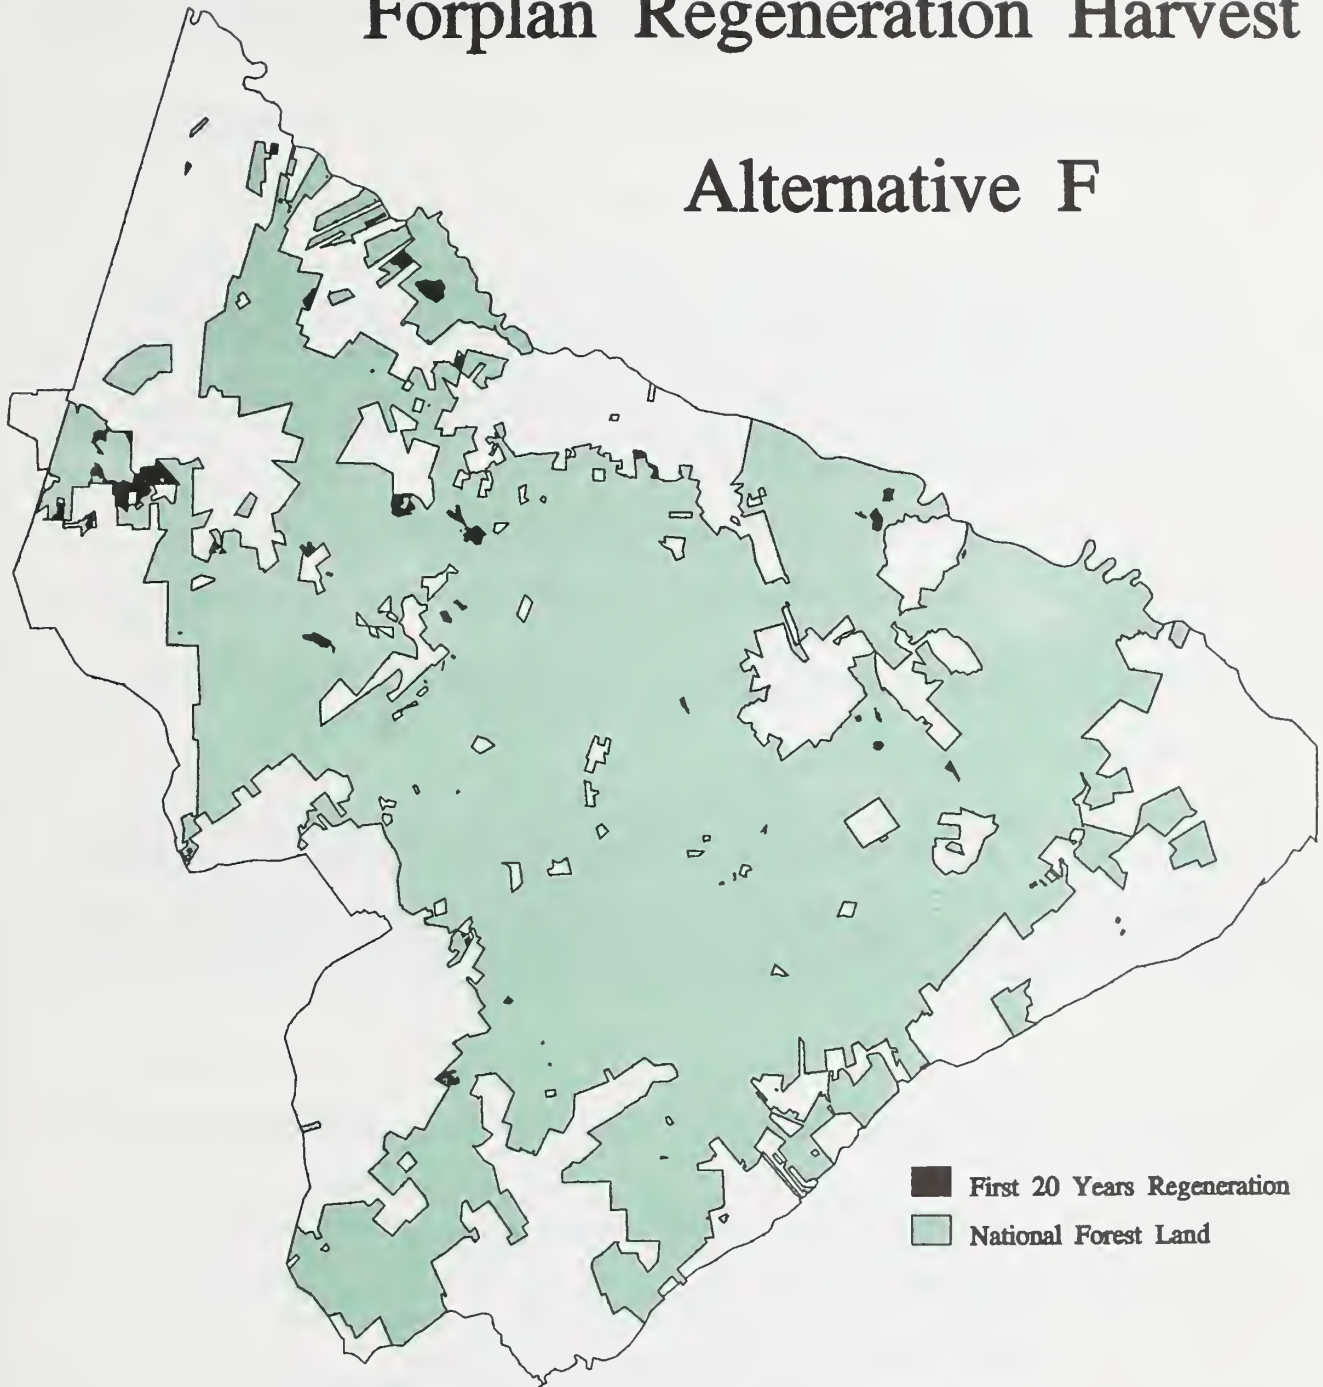 Forplan Regeneration Harvest
Alternative F
First 20 Years Regeneration
National Forest Land